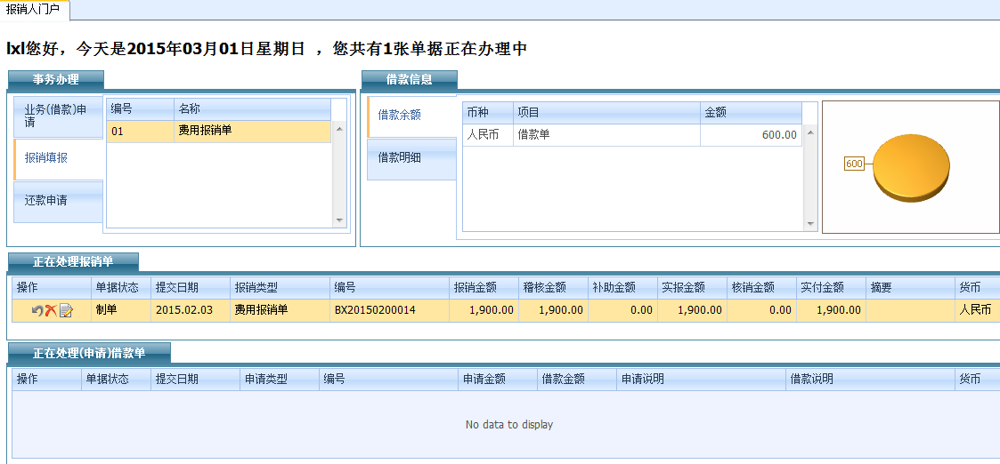 报销人门户
lxl您好，今天是2015年03月01日星期日 ，您共有1张单据正在办理中
事务办理
业务(借款)申请
报销填报
还款申请
编号 名称
01 费用报销单
借款信息
借款余额
借款明细
币种 项目 金额
人民币 借款单 600.00
600
正在处理报销单
操作 单据状态 提交日期 报销类型 编号 报销金额 稽核金额 补助金额 实报金额 核销金额 实付金额 摘要 货币
制单 2015.02.03 费用报销单 BX20150200014 1,900.00 1,900.00 0.00 1,900.00 0.00 1,900.00 人民币
正在处理(申请)借款单
操作 单据状态 提交日期 申请类型 编号 申请金额 借款金额 申请说明 借款说明 货币
No data to display